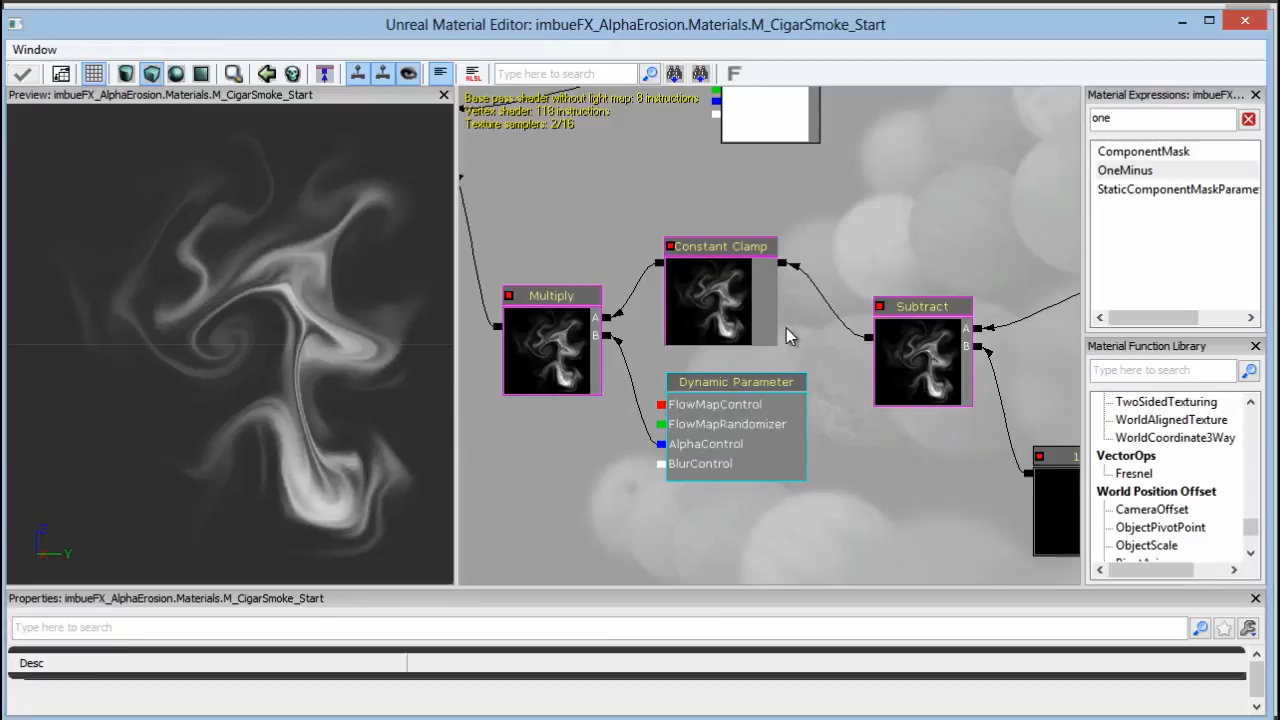 Unreal Material Editor: imbueFX_AlphaErosion.Materials.M_CigarSmoke_Start
Window
Type here to search
HLSL
F
Preview: imbueFX_AlphaErosion.Materials.M_CigarSmoke_Start
Base pass shader without light map: 8 instructions
Vertex shader: 118 instructions
Texture samplers: 2/16
Constant Clamp
Multiply
A
B
Subtract
A
B
Dynamic Parameter
FlowMapControl
FlowMapRandomizer
AlphaControl
BlurControl
1
Z
Y
Material Expressions: imbueFX...
one
ComponentMask
OneMinus
StaticComponentMaskParame
Material Function Library
Type here to search
TwoSidedTexturing
WorldAlignedTexture
WorldCoordinate3Way
VectorOps
Fresnel
World Position Offset
CameraOffset
ObjectPivotPoint
ObjectScale
Properties: imbueFX_AlphaErosion.Materials.M_CigarSmoke_Start
Type here to search
Desc